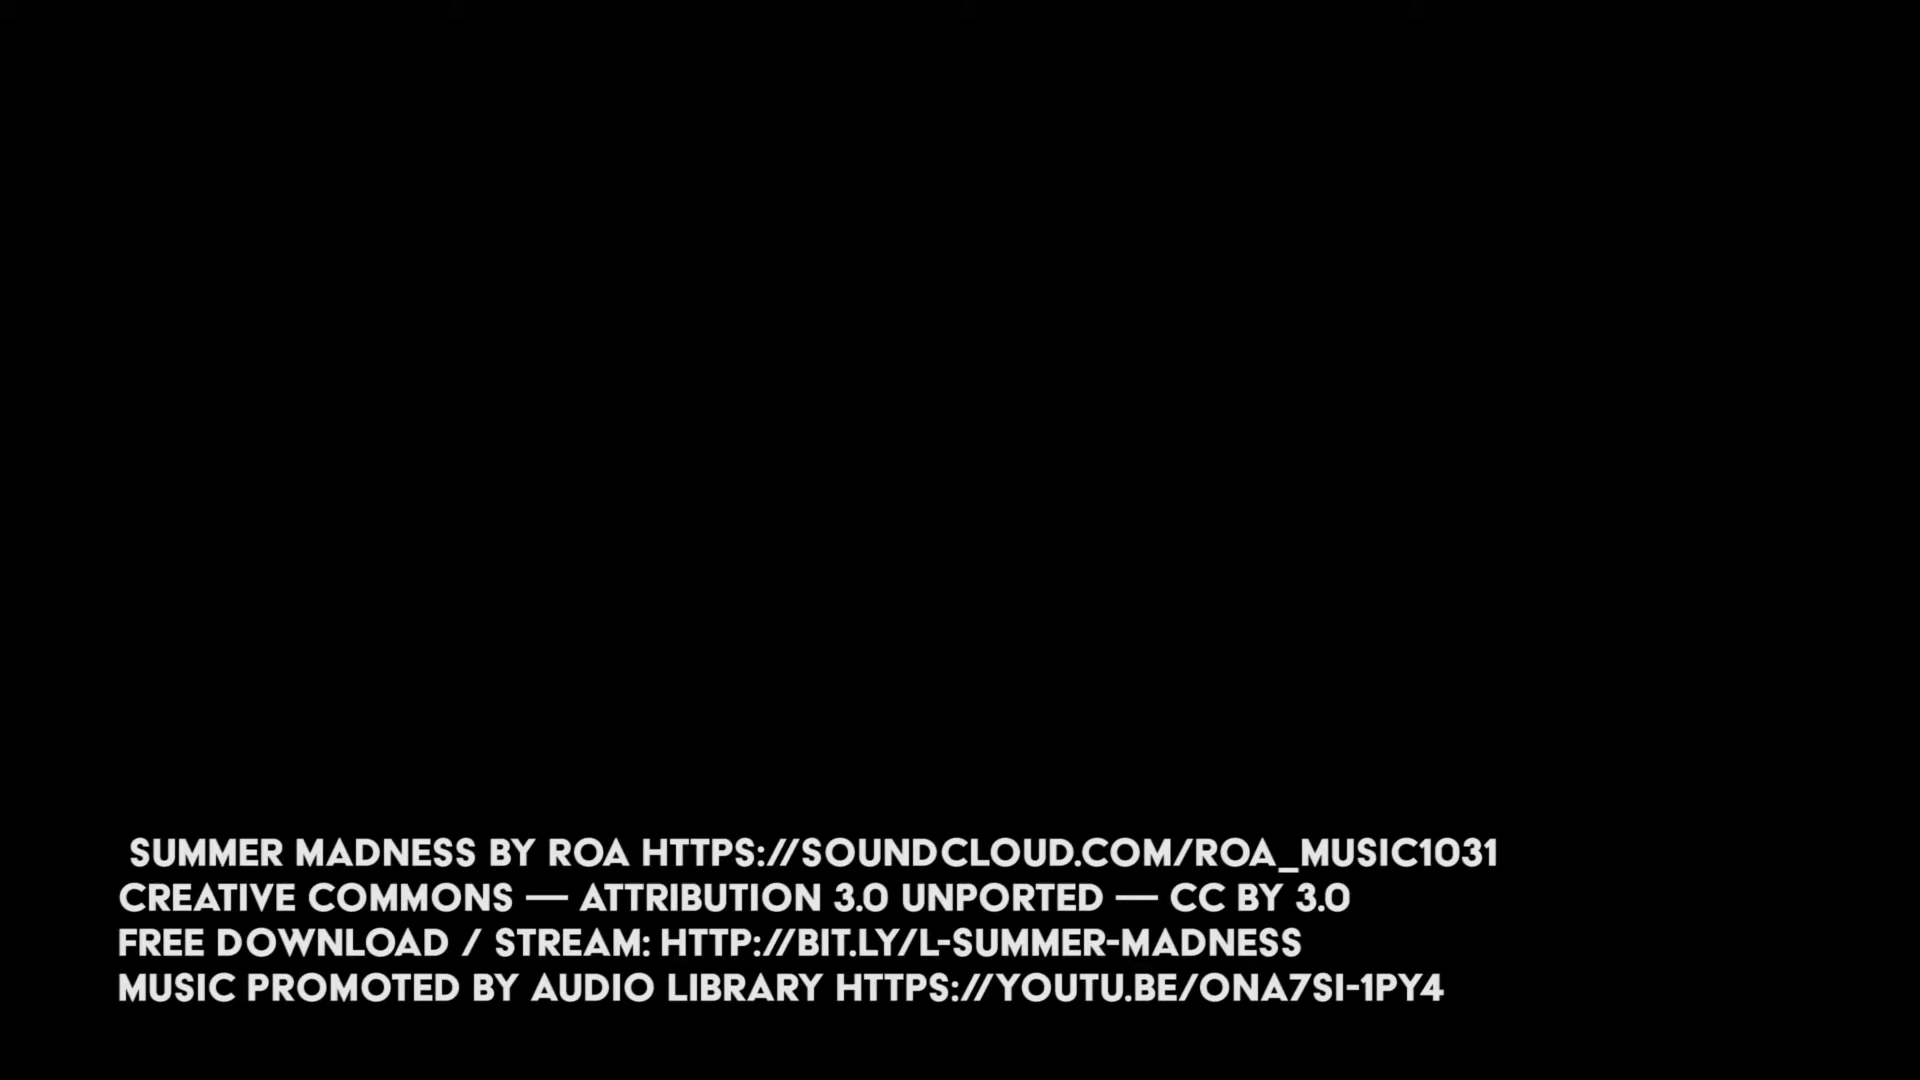 SUMMER MADNESS BY ROA HTTPS://SOUNDCLOUD.COM/ROA_MUSIC1031
CREATIVE COMMONS — ATTRIBUTION 3.0 UNPORTED — CC BY 3.0
FREE DOWNLOAD / STREAM: HTTP://BIT.LY/L-SUMMER-MADNESS
MUSIC PROMOTED BY AUDIO LIBRARY HTTPS://YOUTU.BE/ONA7SI-1PY4